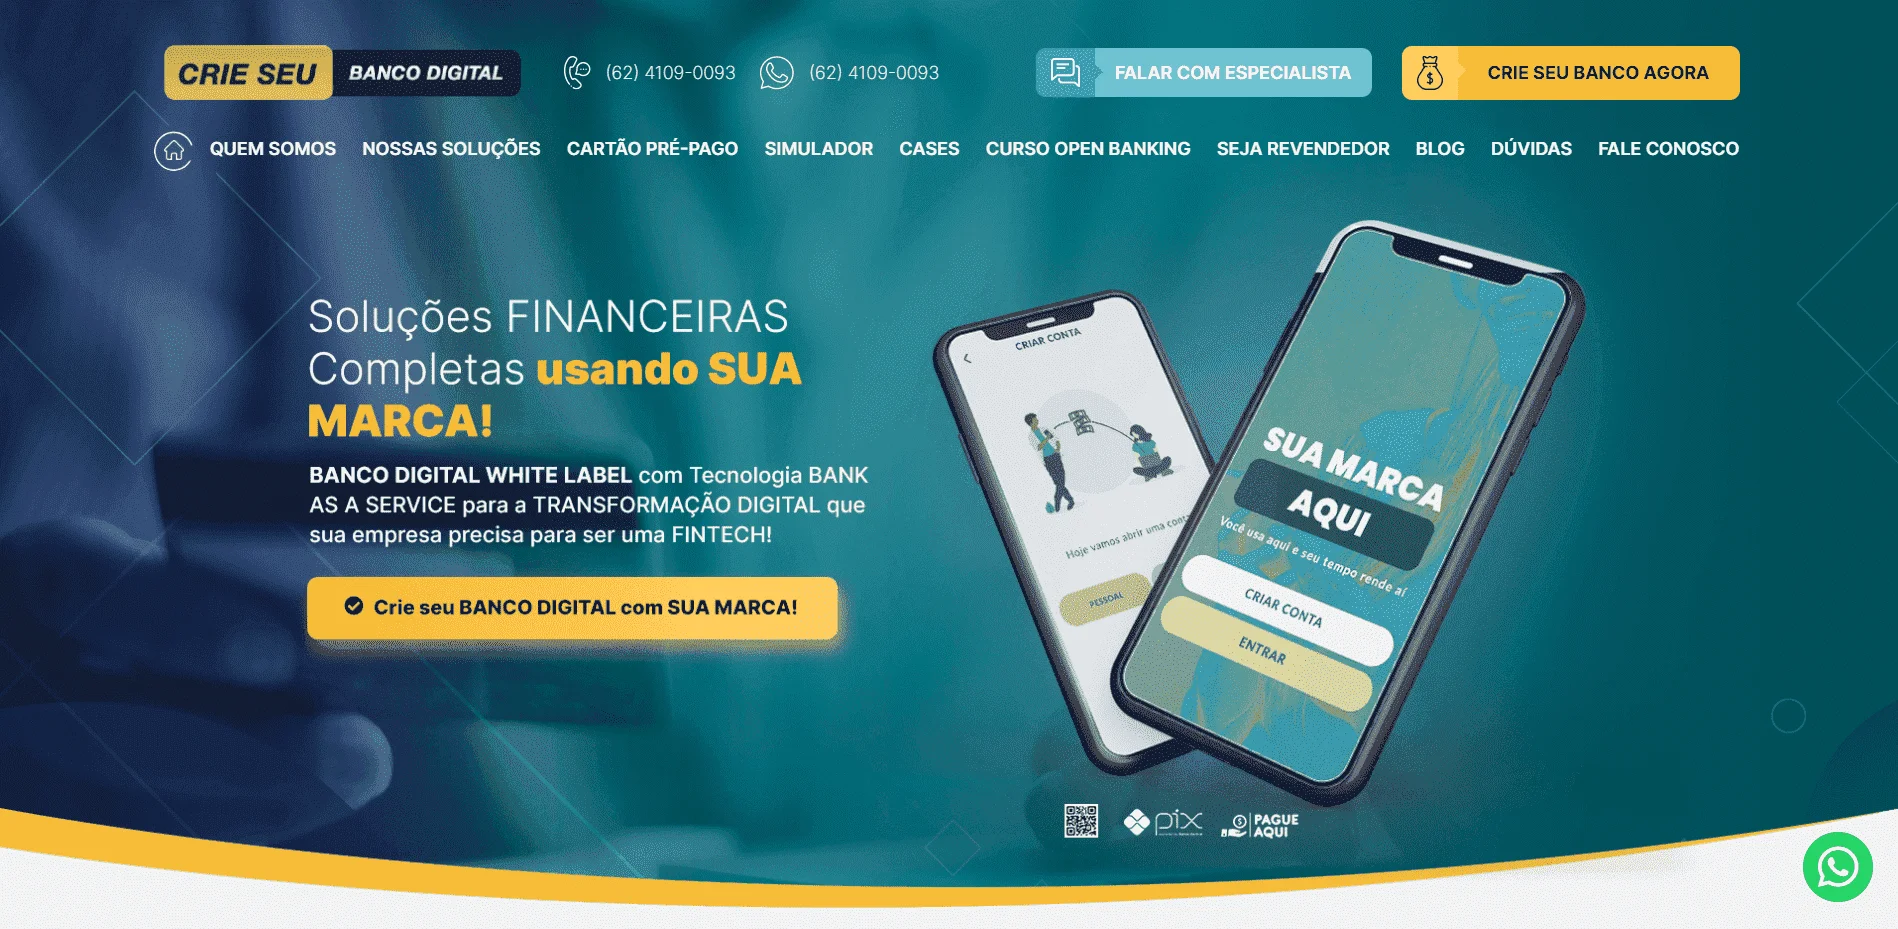 CRIE SEU BANCO DIGITAL
(62) 4109-0093
(62) 4109-0093
FALAR COM ESPECIALISTA
CRIE SEU BANCO AGORA
QUEM SOMOS
NOSSAS SOLUÇÕES
CARTÃO PRÉ-PAGO
SIMULADOR
CASES
CURSO OPEN BANKING
SEJA REVENDEDOR
BLOG
DÚVIDAS
FALE CONOSCO
Soluções FINANCEIRAS
Completas usando SUA
MARCA!
BANCO DIGITAL WHITE LABEL com Tecnologia BANK
AS A SERVICE para a TRANSFORMAÇÃO DIGITAL que
sua empresa precisa para ser uma FINTECH!
Crie seu BANCO DIGITAL com SUA MARCA!
CRIAR CONTA
Hoje vamos abrir uma conta
PESSOAL
SUA MARCA
AQUI
Você usa aqui e seu tempo rende aí
CRIAR CONTA
ENTRAR
pix
PAGUE
AQUI